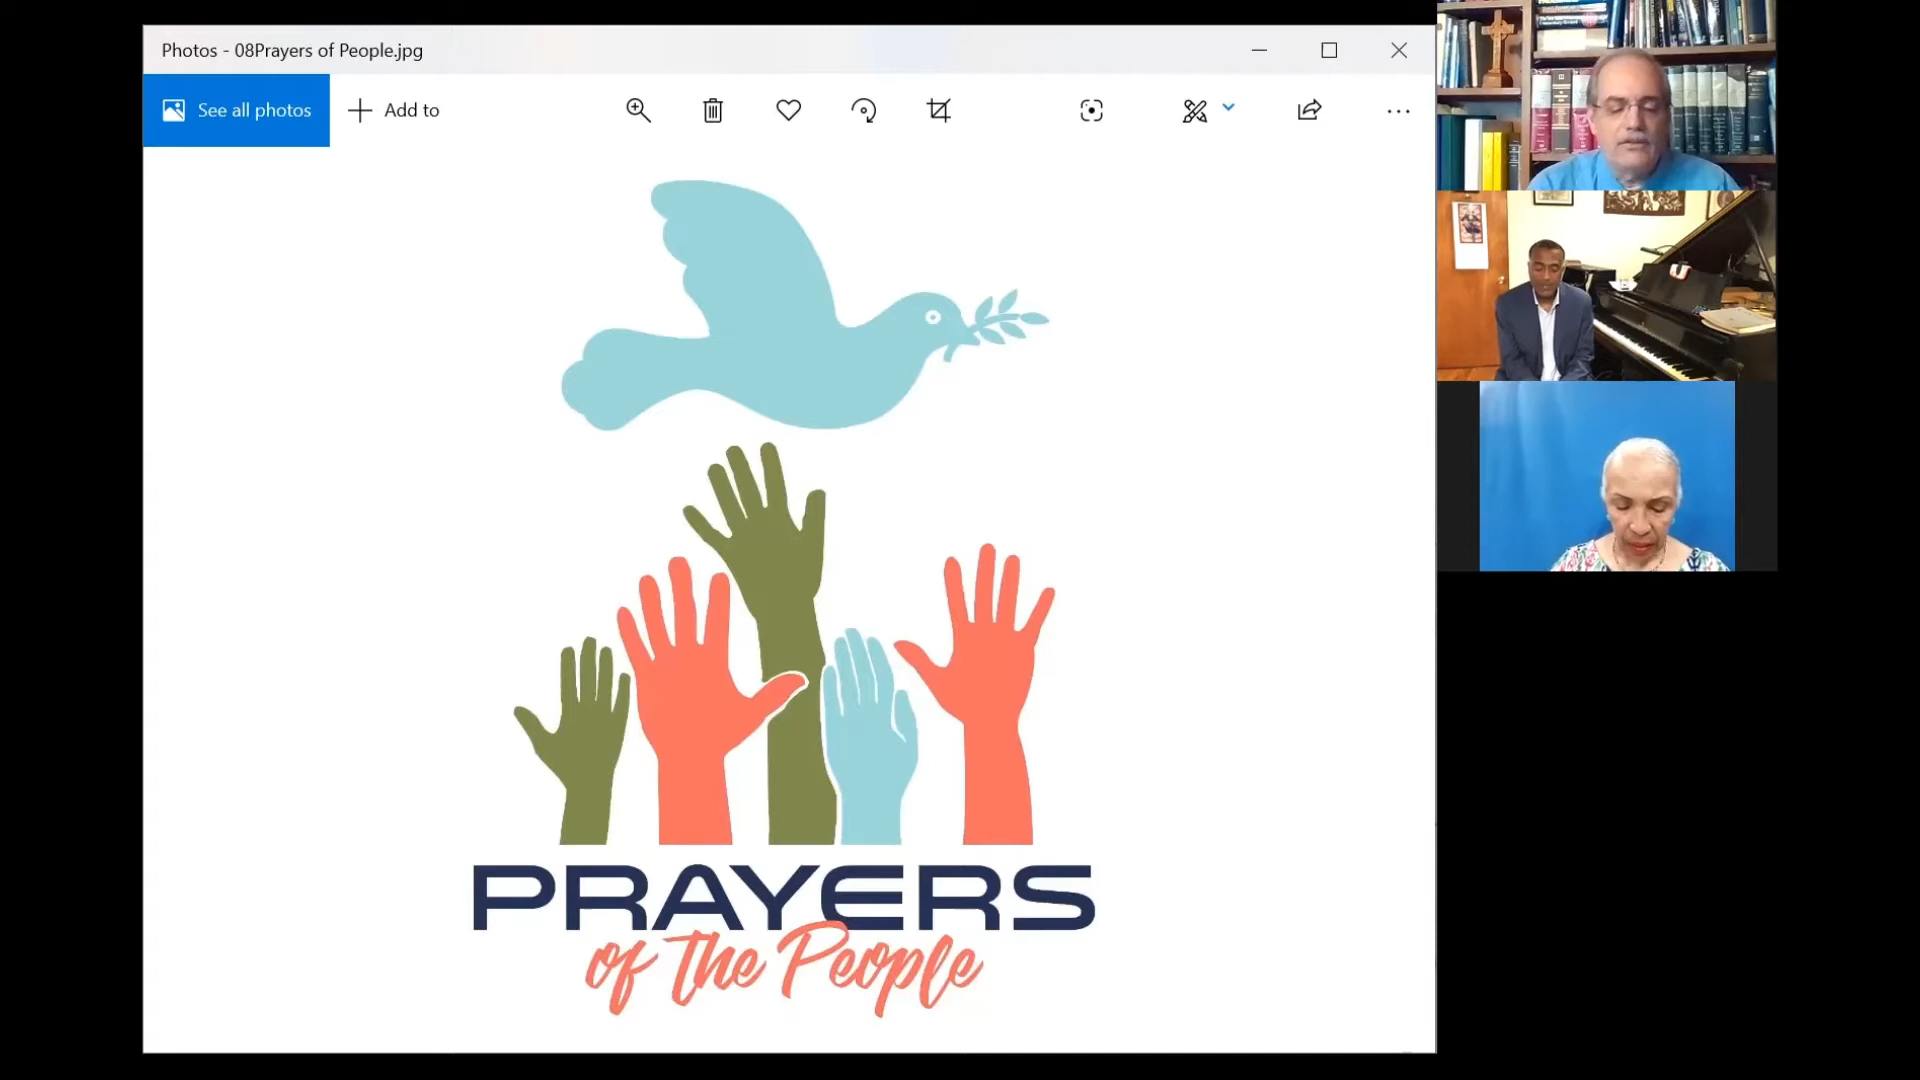 Photos - 08Prayers of People.jpg
See all photos
Add to
PRAYERS
of the People